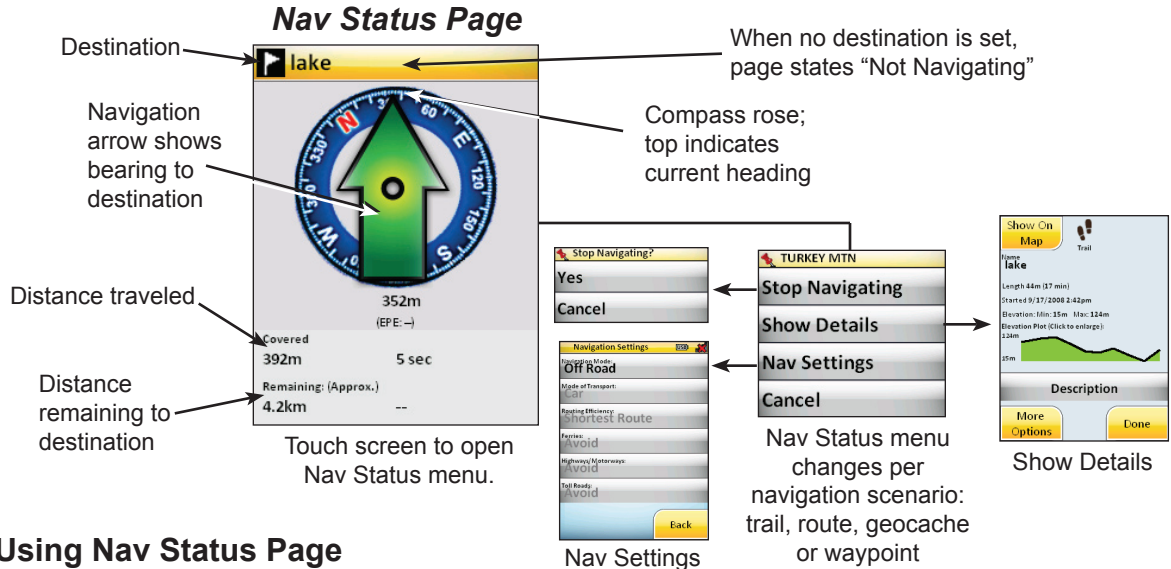 Nav Status Page
Destination
lake
When no destination is set,
page states “Not Navigating”
Navigation
arrow shows
bearing to
destination
Compass rose;
top indicates
current heading
330
N
3
60
E
120
150
S
W
352m
(EPE: --)
Distance traveled
Covered
392m 5 sec
Distance
remaining to
destination
Remaining: (Approx.)
4.2km --
Touch screen to open
Nav Status menu.
Stop Navigating?
Yes
Cancel
Navigation Settings
Navigation Mode:
Off Road
Mode of Transport:
Car
Routing Efficiency:
Shortest Route
Ferries:
Avoid
Highways/Motorways:
Avoid
Toll Roads:
Avoid
Back
Nav Settings
TURKEY MTN
Stop Navigating
Show Details
Nav Settings
Cancel
Nav Status menu
changes per
navigation scenario:
trail, route, geocache
or waypoint
Show On
Map
Trail
Name
lake
Length 44m (17 min)
Started 9/17/2008 2:42pm
Elevation: Min: 15m Max: 124m
Elevation Plot (Click to enlarge):
124m
15m
Description
More
Options
Done
Show Details
Using Nav Status Page